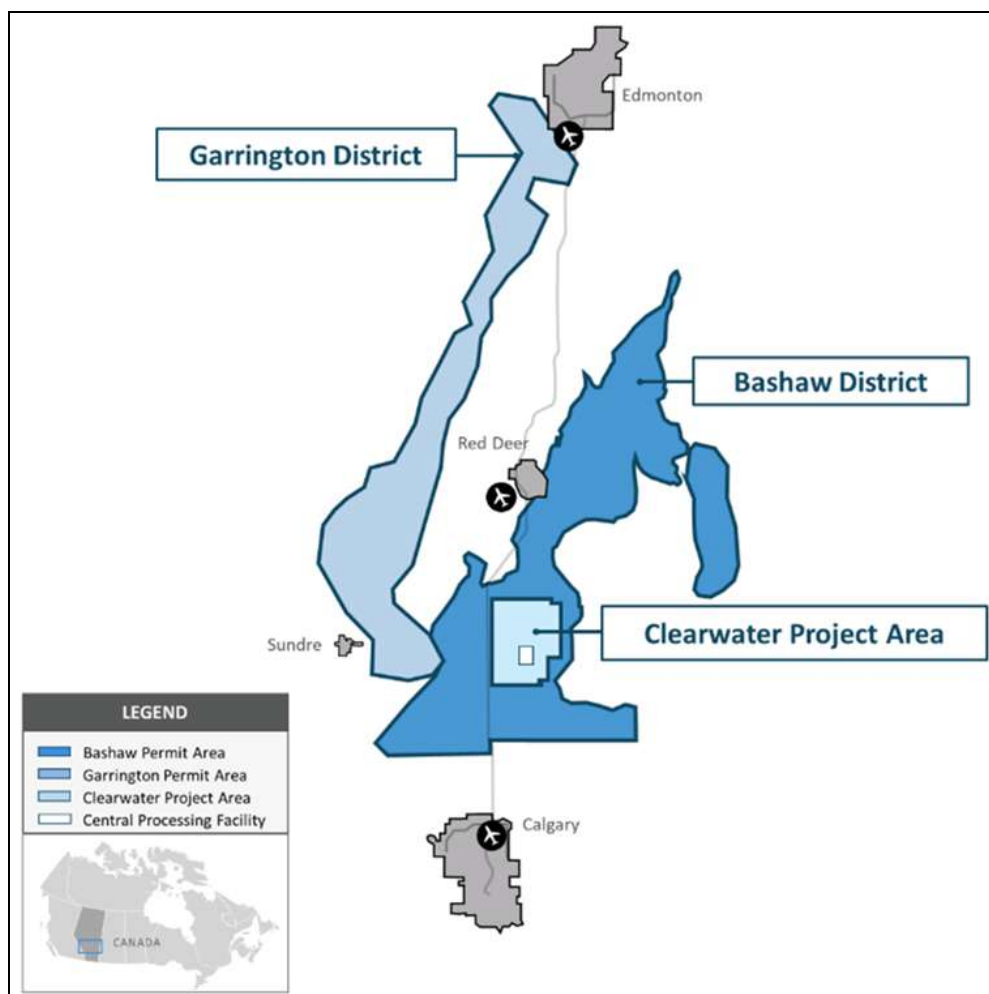 Edmonton
Garrington District
Bashaw District
Red Deer
Clearwater Project Area
Sundre
LEGEND
Bashaw Permit Area
Garrington Permit Area
Clearwater Project Area
Central Processing Facility
Calgary
CANADA